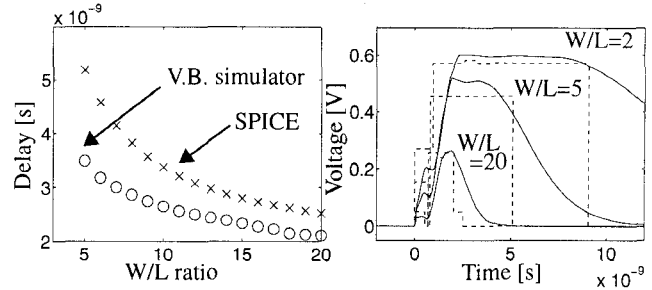 × 10⁻⁹
5
4
3
2
Delay [s]
V.B. simulator
SPICE
5
10
15
20
W/L ratio
0.6
0.4
0.2
0
Voltage [V]
W/L=2
W/L=5
W/L
=20
0
5
10
Time [s]
× 10⁻⁹